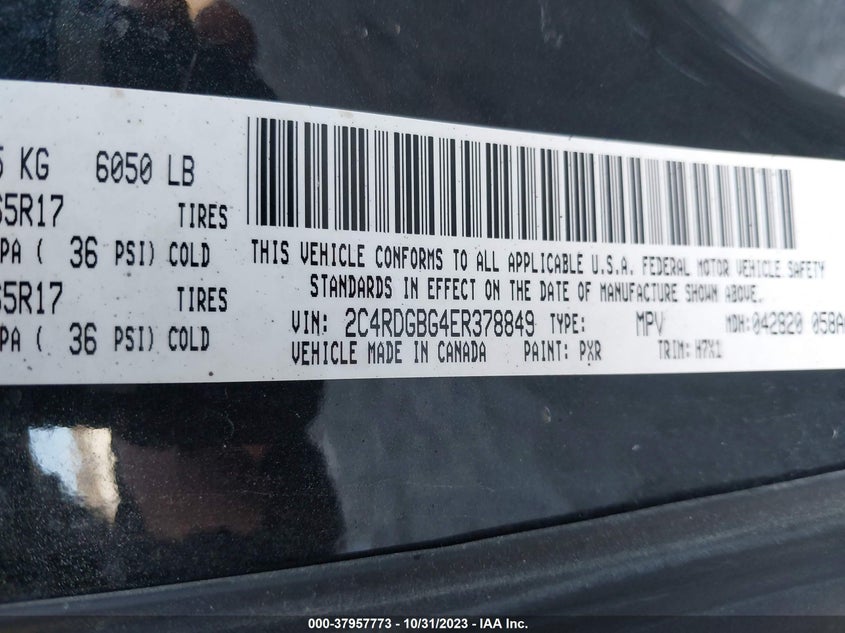 KG 6050 LB
5R17 TIRES
PA ( 36 PSI) COLD
5R17 TIRES
PA ( 36 PSI) COLD
THIS VEHICLE CONFORMS TO ALL APPLICABLE U.S.A. FEDERAL MOTOR VEHICLE SAFETY
STANDARDS IN EFFECT ON THE DATE OF MANUFACTURE SHOWN ABOVE.
VIN: 2C4RDGBG4ER378849 TYPE: MPV MDH:042820 058A
VEHICLE MADE IN CANADA PAINT: PXR TRIM: H7X1
000-37957773 - 10/31/2023 - IAA Inc.